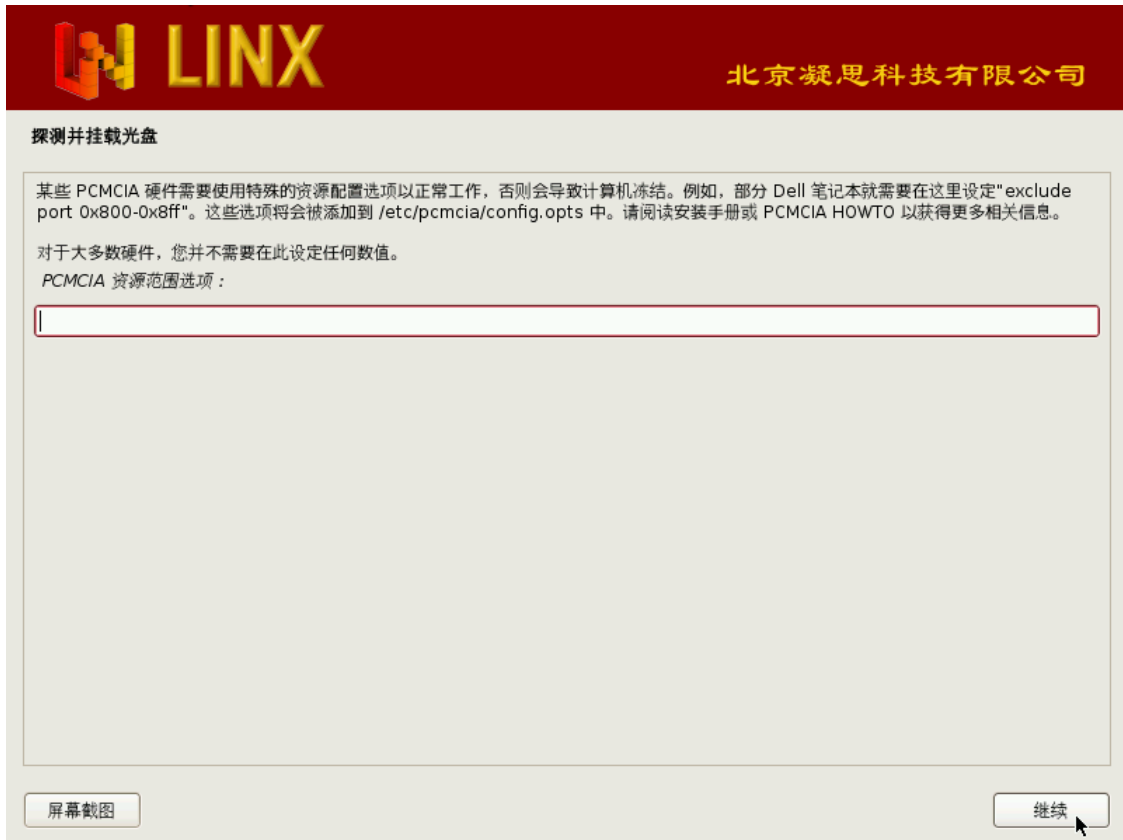 LINX
北京凝思科技有限公司
探测并挂载光盘
某些 PCMCIA 硬件需要使用特殊的资源配置选项以正常工作，否则会导致计算机冻结。例如，部分 Dell 笔记本就需要在这里设定"exclude
port 0x800-0x8ff"。这些选项将会被添加到 /etc/pcmcia/config.opts 中。请阅读安装手册或 PCMCIA HOWTO 以获得更多相关信息。
对于大多数硬件，您并不需要在此设定任何数值。
PCMCIA 资源范围选项：
屏幕截图
继续